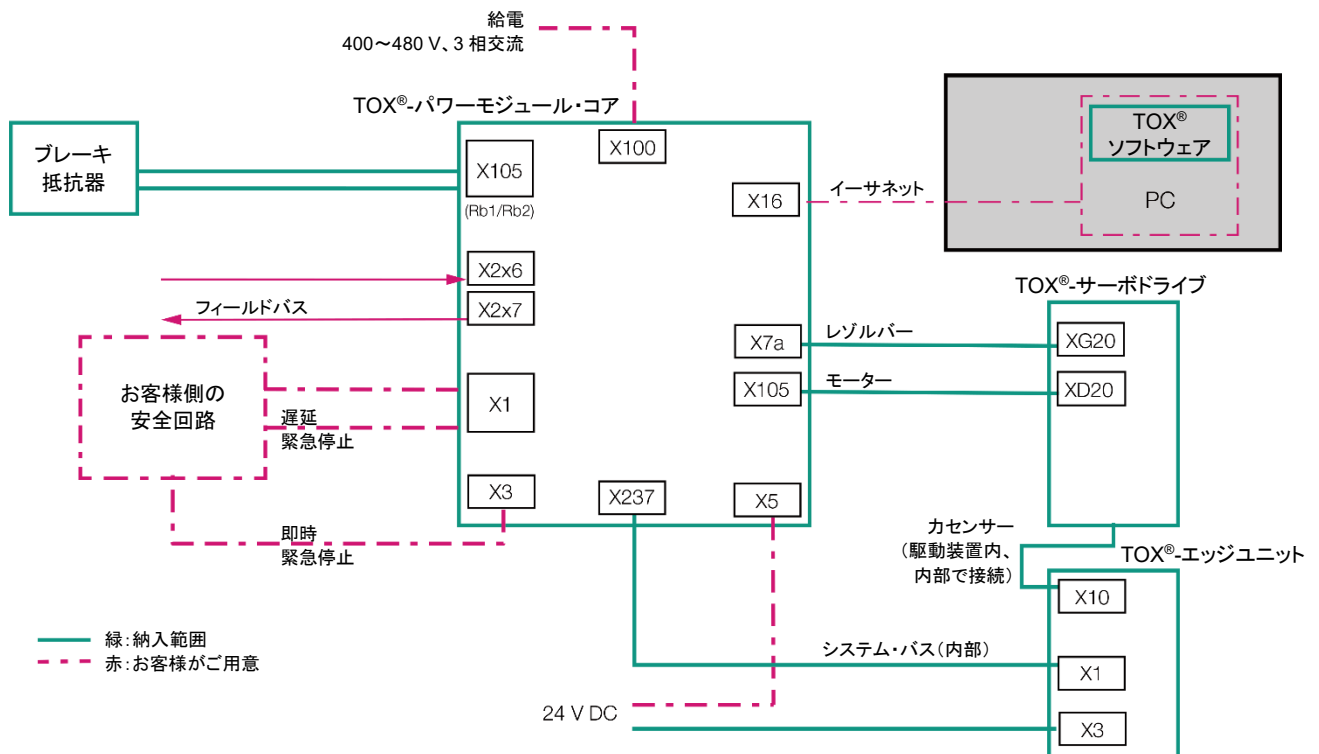 給電
400～480 V、3 相交流
TOX®-パワーモジュール・コア
ブレーキ
抵抗器
X105
(Rb1/Rb2)
X100
X16
イーサネット
TOX®
ソフトウェア
PC
X2x6
X2x7
フィールドバス
TOX®-サーボドライブ
X7a
レゾルバー
XG20
X105
モーター
XD20
お客様側の
安全回路
X1
遅延
緊急停止
X3
X237
X5
即時
緊急停止
力センサー
（駆動装置内、
内部で接続）
TOX®-エッジユニット
X10
緑：納入範囲
赤：お客様がご用意
システム・バス（内部）
X1
24 V DC
X3